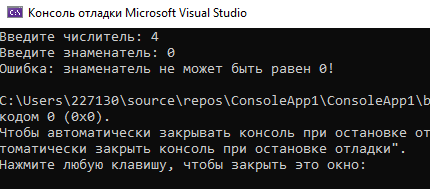 Консоль отладки Microsoft Visual Studio
Введите числитель: 4
Введите знаменатель: 0
Ошибка: знаменатель не может быть равен 0!
C:\Users\227130\source\repos\ConsoleApp1\ConsoleApp1\b
кодом 0 (0x0).
Чтобы автоматически закрывать консоль при остановке от
томатически закрыть консоль при остановке отладки".
Нажмите любую клавишу, чтобы закрыть это окно: